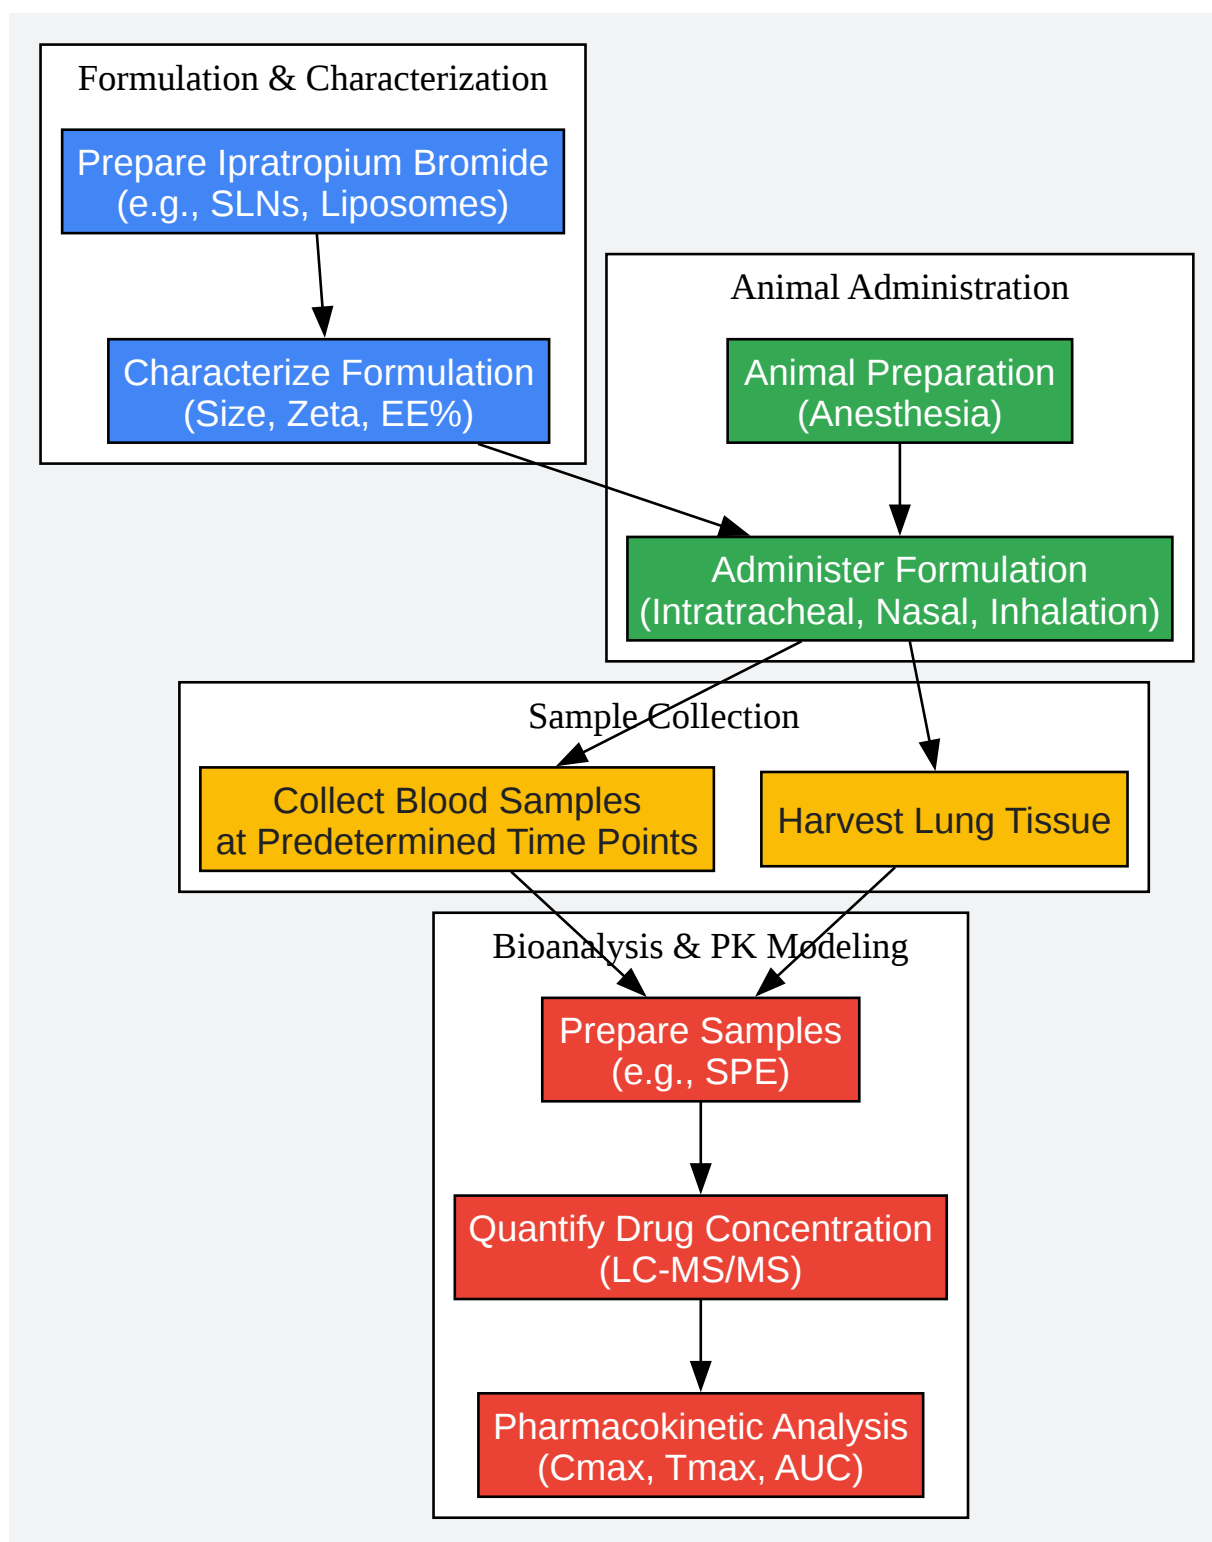 Formulation & Characterization
Prepare Ipratropium Bromide
(e.g., SLNs, Liposomes)
Characterize Formulation
(Size, Zeta, EE%)
Animal Administration
Animal Preparation
(Anesthesia)
Administer Formulation
(Intratracheal, Nasal, Inhalation)
Sample Collection
Collect Blood Samples
at Predetermined Time Points
Harvest Lung Tissue
Bioanalysis & PK Modeling
Prepare Samples
(e.g., SPE)
Quantify Drug Concentration
(LC-MS/MS)
Pharmacokinetic Analysis
(Cmax, Tmax, AUC)